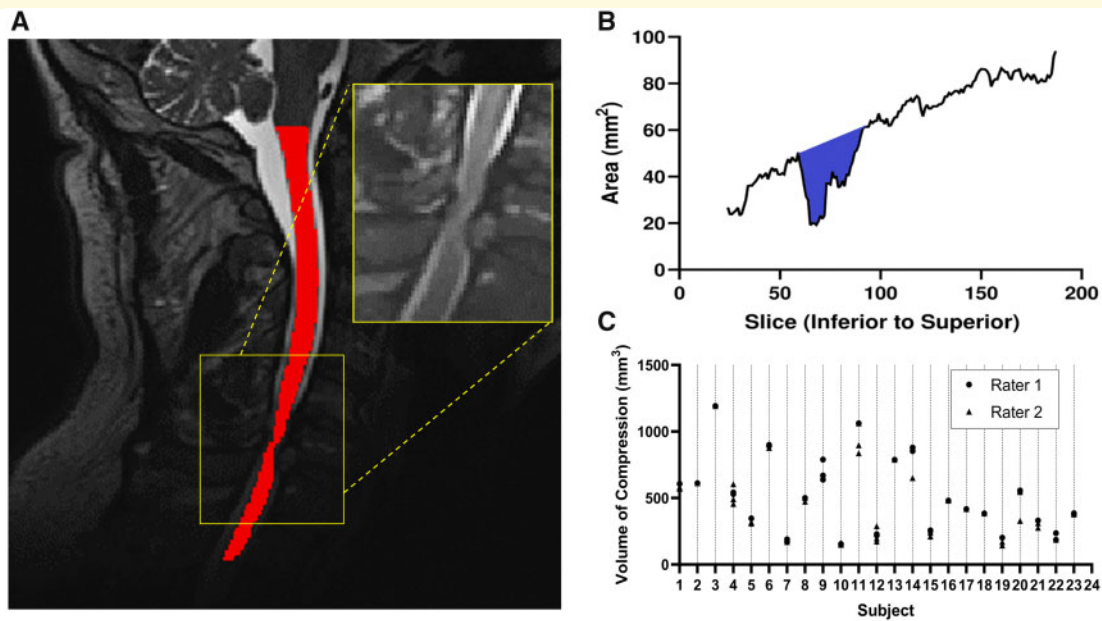 A
B
Area (mm²)
100
80
60
40
20
0
0 50 100 150 200
Slice (Inferior to Superior)
C
Volume of Compression (mm³)
1500
1000
500
0
Rater 1
Rater 2
1 2 3 4 5 6 7 8 9 10 11 12 13 14 15 16 17 18 19 20 21 22 23 24
Subject